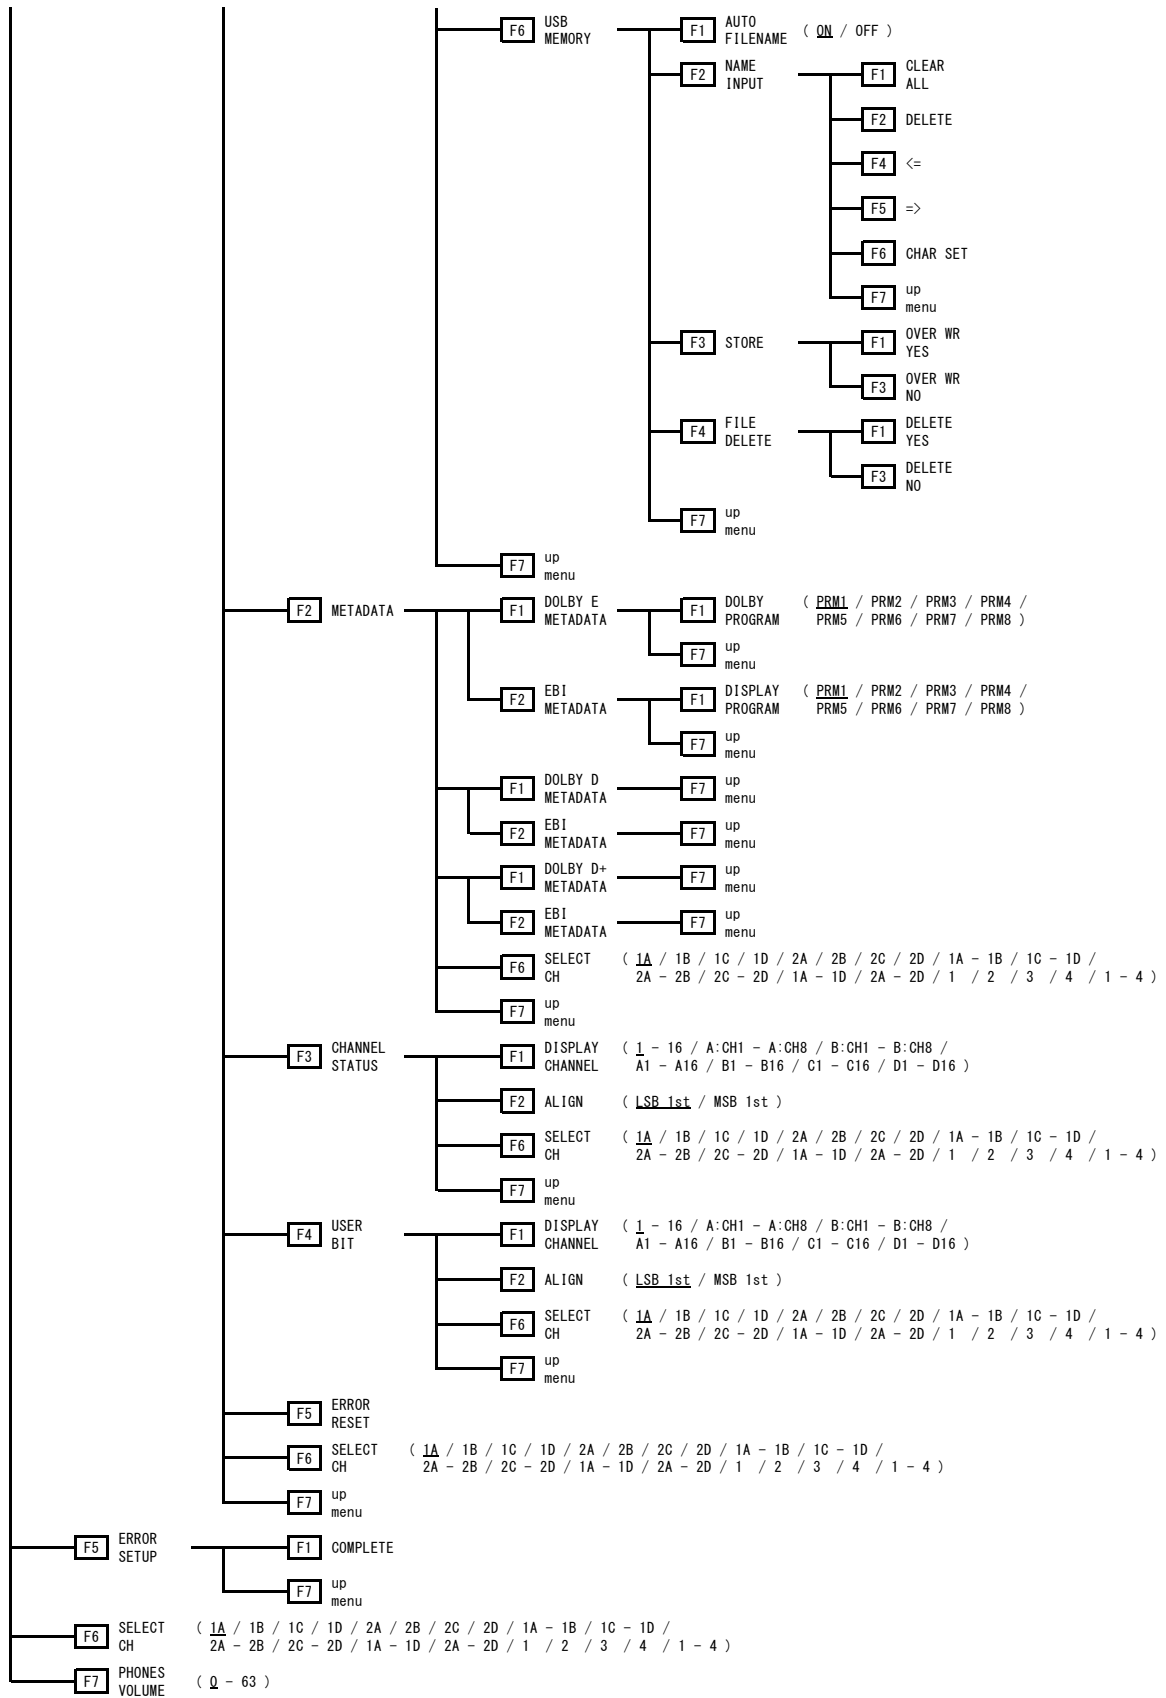 F6 USB MEMORY
F1 AUTO FILENAME ( ON / OFF )
F2 NAME INPUT
F1 CLEAR ALL
F2 DELETE
F4 <=
F5 =>
F6 CHAR SET
F7 up menu
F3 STORE
F1 OVER WR YES
F3 OVER WR NO
F4 FILE DELETE
F1 DELETE YES
F3 DELETE NO
F7 up menu
F7 up menu
F2 METADATA
F1 DOLBY E METADATA
F1 DOLBY PROGRAM ( PRM1 / PRM2 / PRM3 / PRM4 /
PRM5 / PRM6 / PRM7 / PRM8 )
F7 up menu
F2 EBI METADATA
F1 DISPLAY PROGRAM ( PRM1 / PRM2 / PRM3 / PRM4 /
PRM5 / PRM6 / PRM7 / PRM8 )
F7 up menu
F1 DOLBY D METADATA
F7 up menu
F2 EBI METADATA
F7 up menu
F1 DOLBY D+ METADATA
F7 up menu
F2 EBI METADATA
F7 up menu
F6 SELECT CH ( 1A / 1B / 1C / 1D / 2A / 2B / 2C / 2D / 1A - 1B / 1C - 1D /
2A - 2B / 2C - 2D / 1A - 1D / 2A - 2D / 1 / 2 / 3 / 4 / 1 - 4 )
F7 up menu
F3 CHANNEL STATUS
F1 DISPLAY CHANNEL ( 1 - 16 / A:CH1 - A:CH8 / B:CH1 - B:CH8 /
A1 - A16 / B1 - B16 / C1 - C16 / D1 - D16 )
F2 ALIGN ( LSB 1st / MSB 1st )
F6 SELECT CH ( 1A / 1B / 1C / 1D / 2A / 2B / 2C / 2D / 1A - 1B / 1C - 1D /
2A - 2B / 2C - 2D / 1A - 1D / 2A - 2D / 1 / 2 / 3 / 4 / 1 - 4 )
F7 up menu
F4 USER BIT
F1 DISPLAY CHANNEL ( 1 - 16 / A:CH1 - A:CH8 / B:CH1 - B:CH8 /
A1 - A16 / B1 - B16 / C1 - C16 / D1 - D16 )
F2 ALIGN ( LSB 1st / MSB 1st )
F6 SELECT CH ( 1A / 1B / 1C / 1D / 2A / 2B / 2C / 2D / 1A - 1B / 1C - 1D /
2A - 2B / 2C - 2D / 1A - 1D / 2A - 2D / 1 / 2 / 3 / 4 / 1 - 4 )
F7 up menu
F5 ERROR RESET
F6 SELECT CH ( 1A / 1B / 1C / 1D / 2A / 2B / 2C / 2D / 1A - 1B / 1C - 1D /
2A - 2B / 2C - 2D / 1A - 1D / 2A - 2D / 1 / 2 / 3 / 4 / 1 - 4 )
F7 up menu
F5 ERROR SETUP
F1 COMPLETE
F7 up menu
F6 SELECT CH ( 1A / 1B / 1C / 1D / 2A / 2B / 2C / 2D / 1A - 1B / 1C - 1D /
2A - 2B / 2C - 2D / 1A - 1D / 2A - 2D / 1 / 2 / 3 / 4 / 1 - 4 )
F7 PHONES VOLUME ( 0 - 63 )